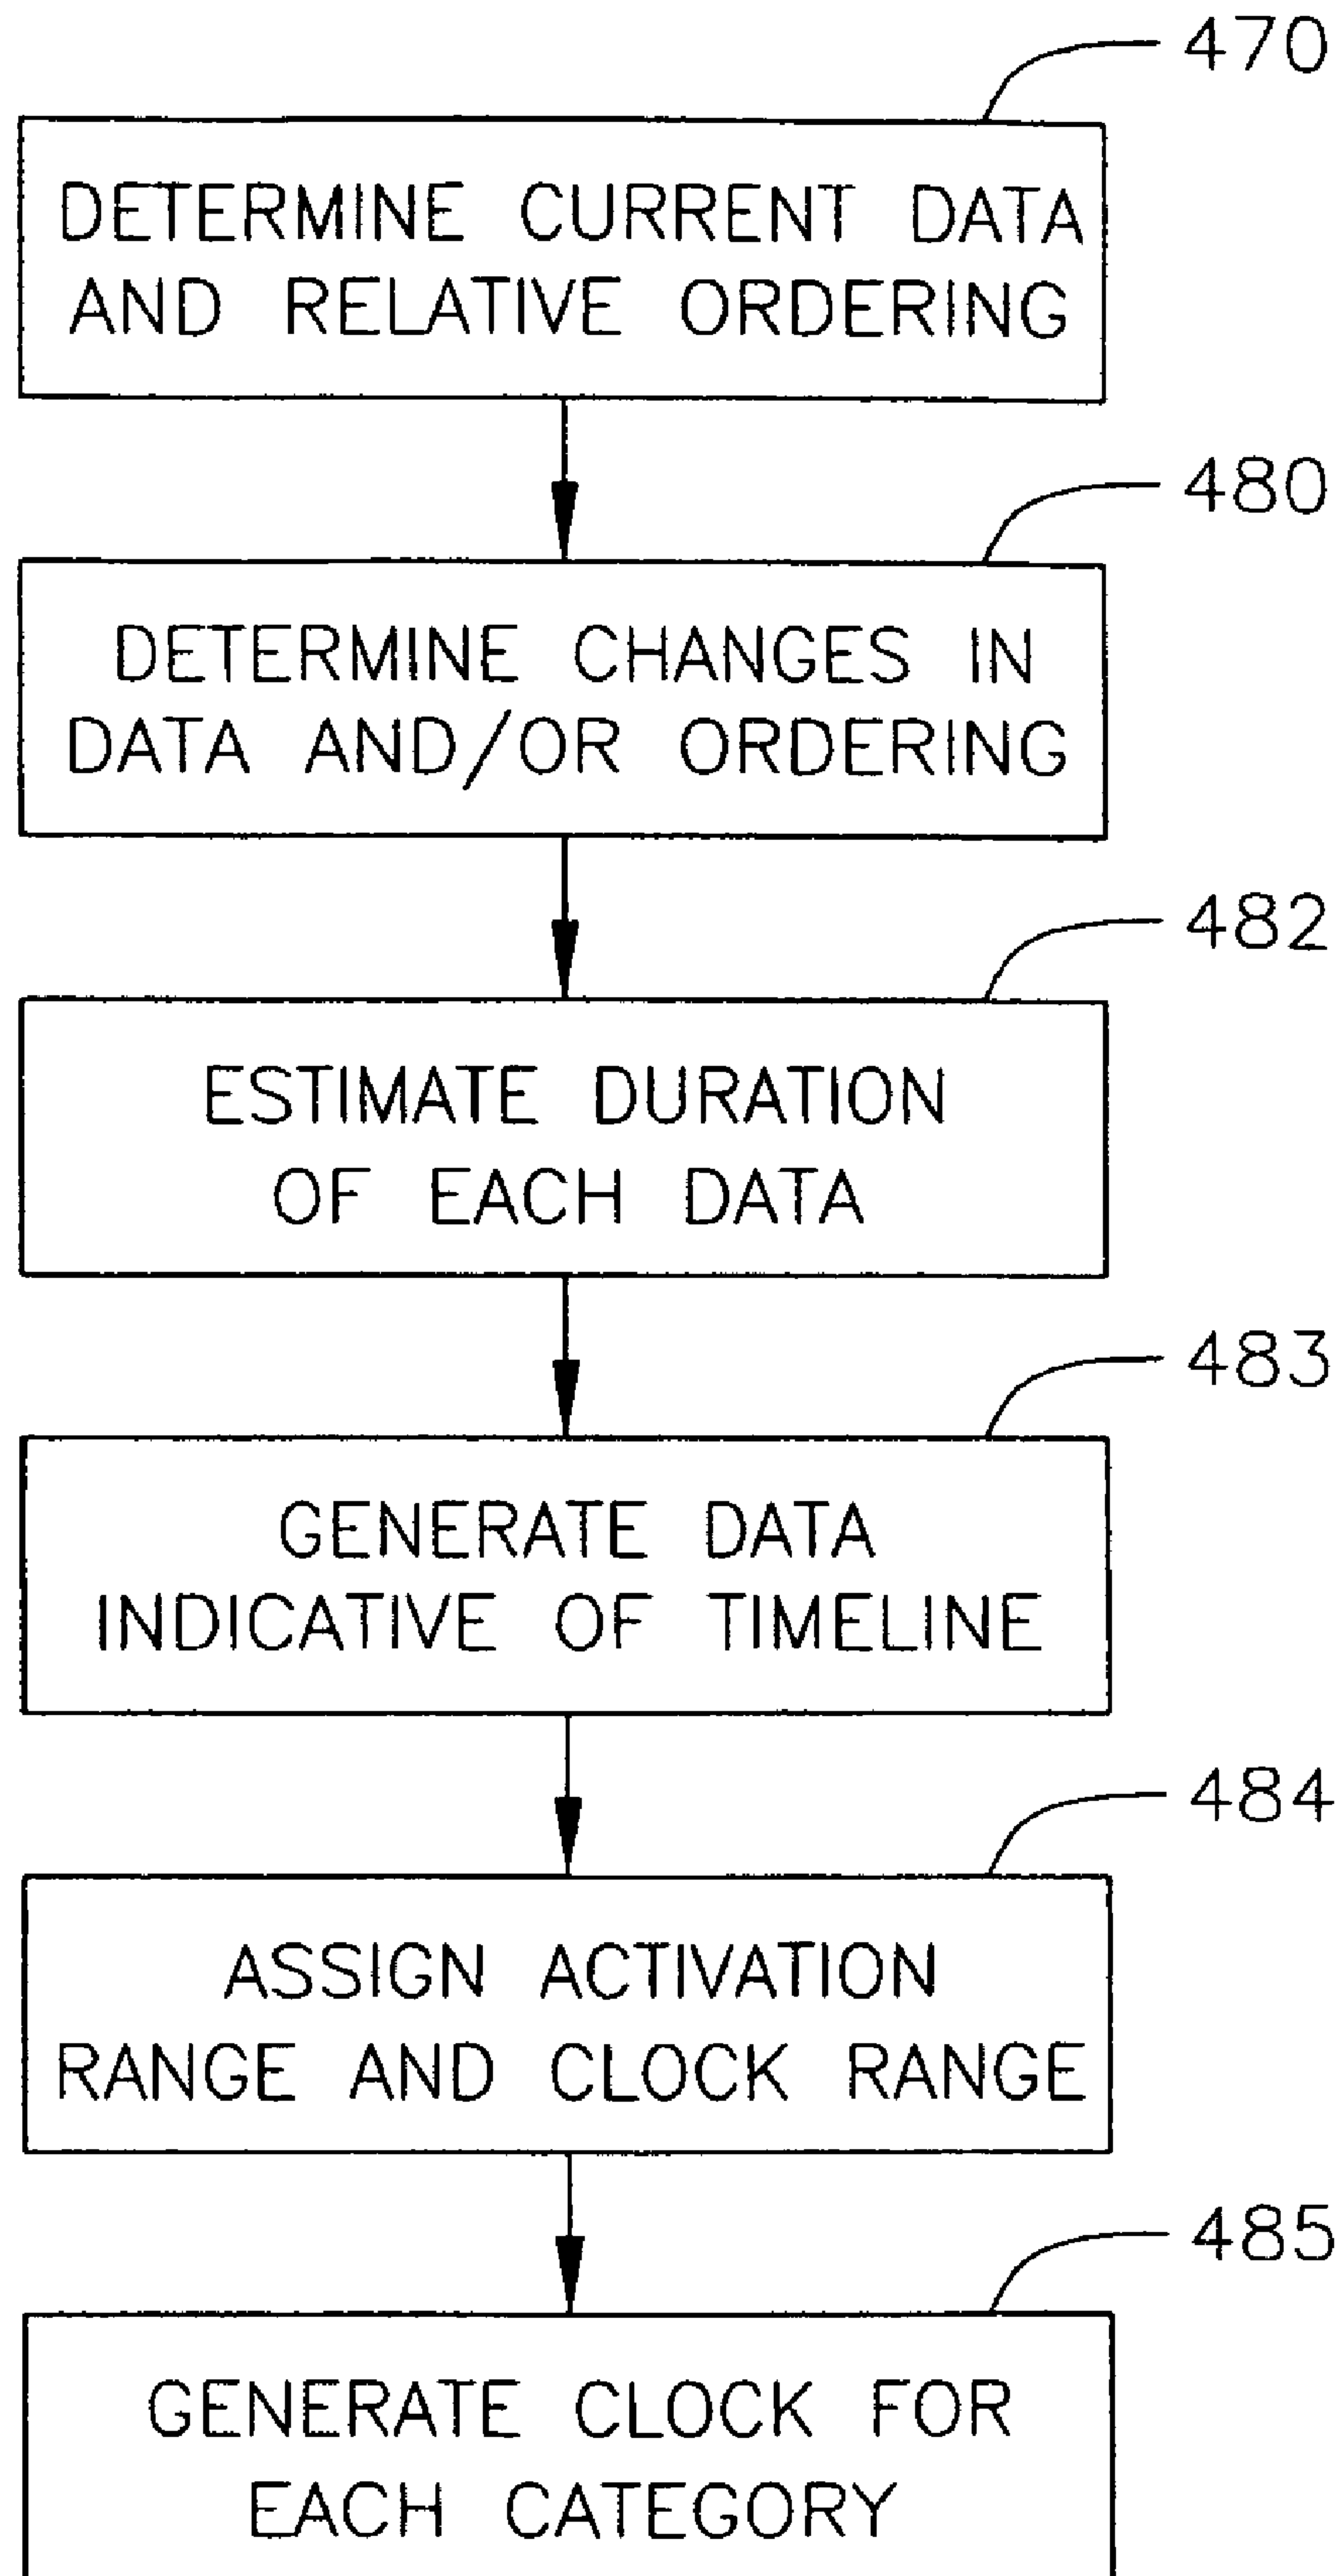 470
DETERMINE CURRENT DATA
AND RELATIVE ORDERING
480
DETERMINE CHANGES IN
DATA AND/OR ORDERING
482
ESTIMATE DURATION
OF EACH DATA
483
GENERATE DATA
INDICATIVE OF TIMELINE
484
ASSIGN ACTIVATION
RANGE AND CLOCK RANGE
485
GENERATE CLOCK FOR
EACH CATEGORY